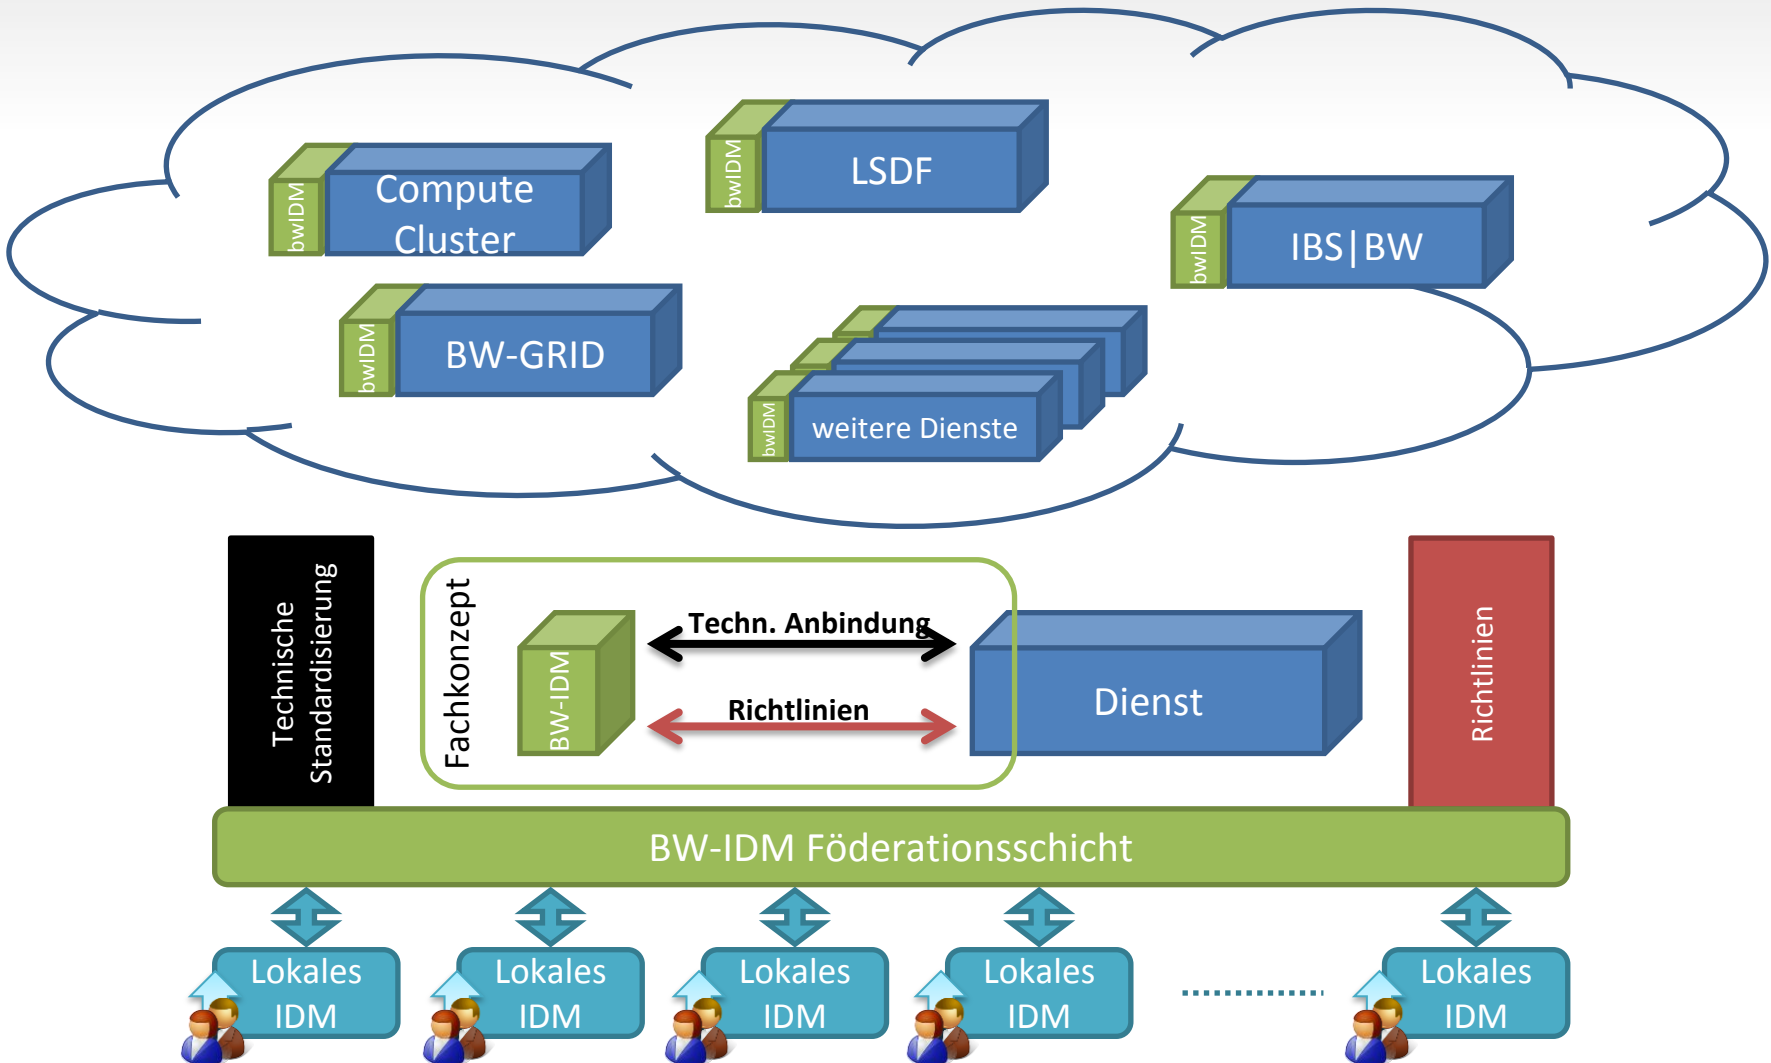 bwIDM
LSDF
bwIDM
Compute
Cluster
bwIDM
IBS|BW
bwIDM
BW-GRID
bwIDM
weitere Dienste
Technische
Standardisierung
Fachkonzept
BW-IDM
Techn. Anbindung
Richtlinien
Dienst
Richtlinien
BW-IDM Föderationsschicht
Lokales
IDM
Lokales
IDM
Lokales
IDM
Lokales
IDM
Lokales
IDM